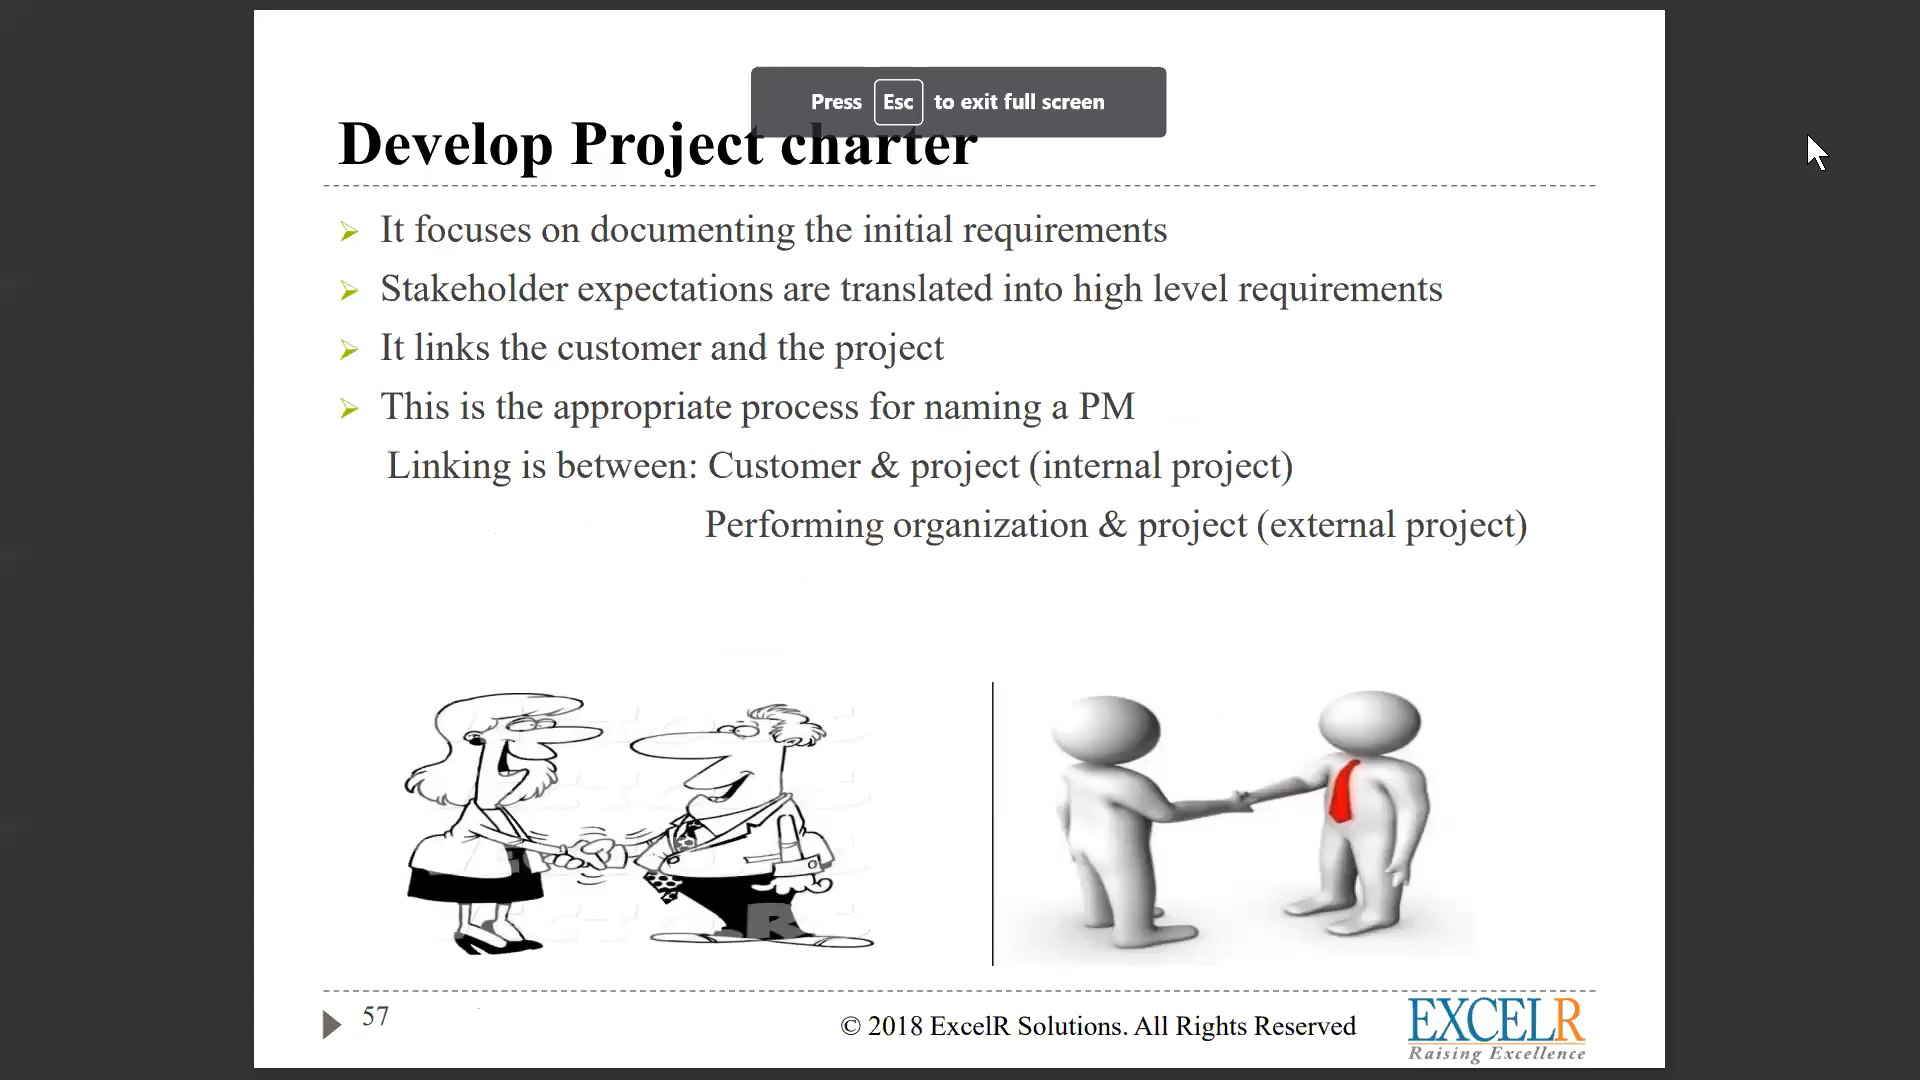 Press Esc to exit full screen
Develop Project charter
It focuses on documenting the initial requirements
Stakeholder expectations are translated into high level requirements
It links the customer and the project
This is the appropriate process for naming a PM
Linking is between: Customer & project (internal project)
Performing organization & project (external project)
57
© 2018 ExcelR Solutions. All Rights Reserved
EXCELR
Raising Excellence